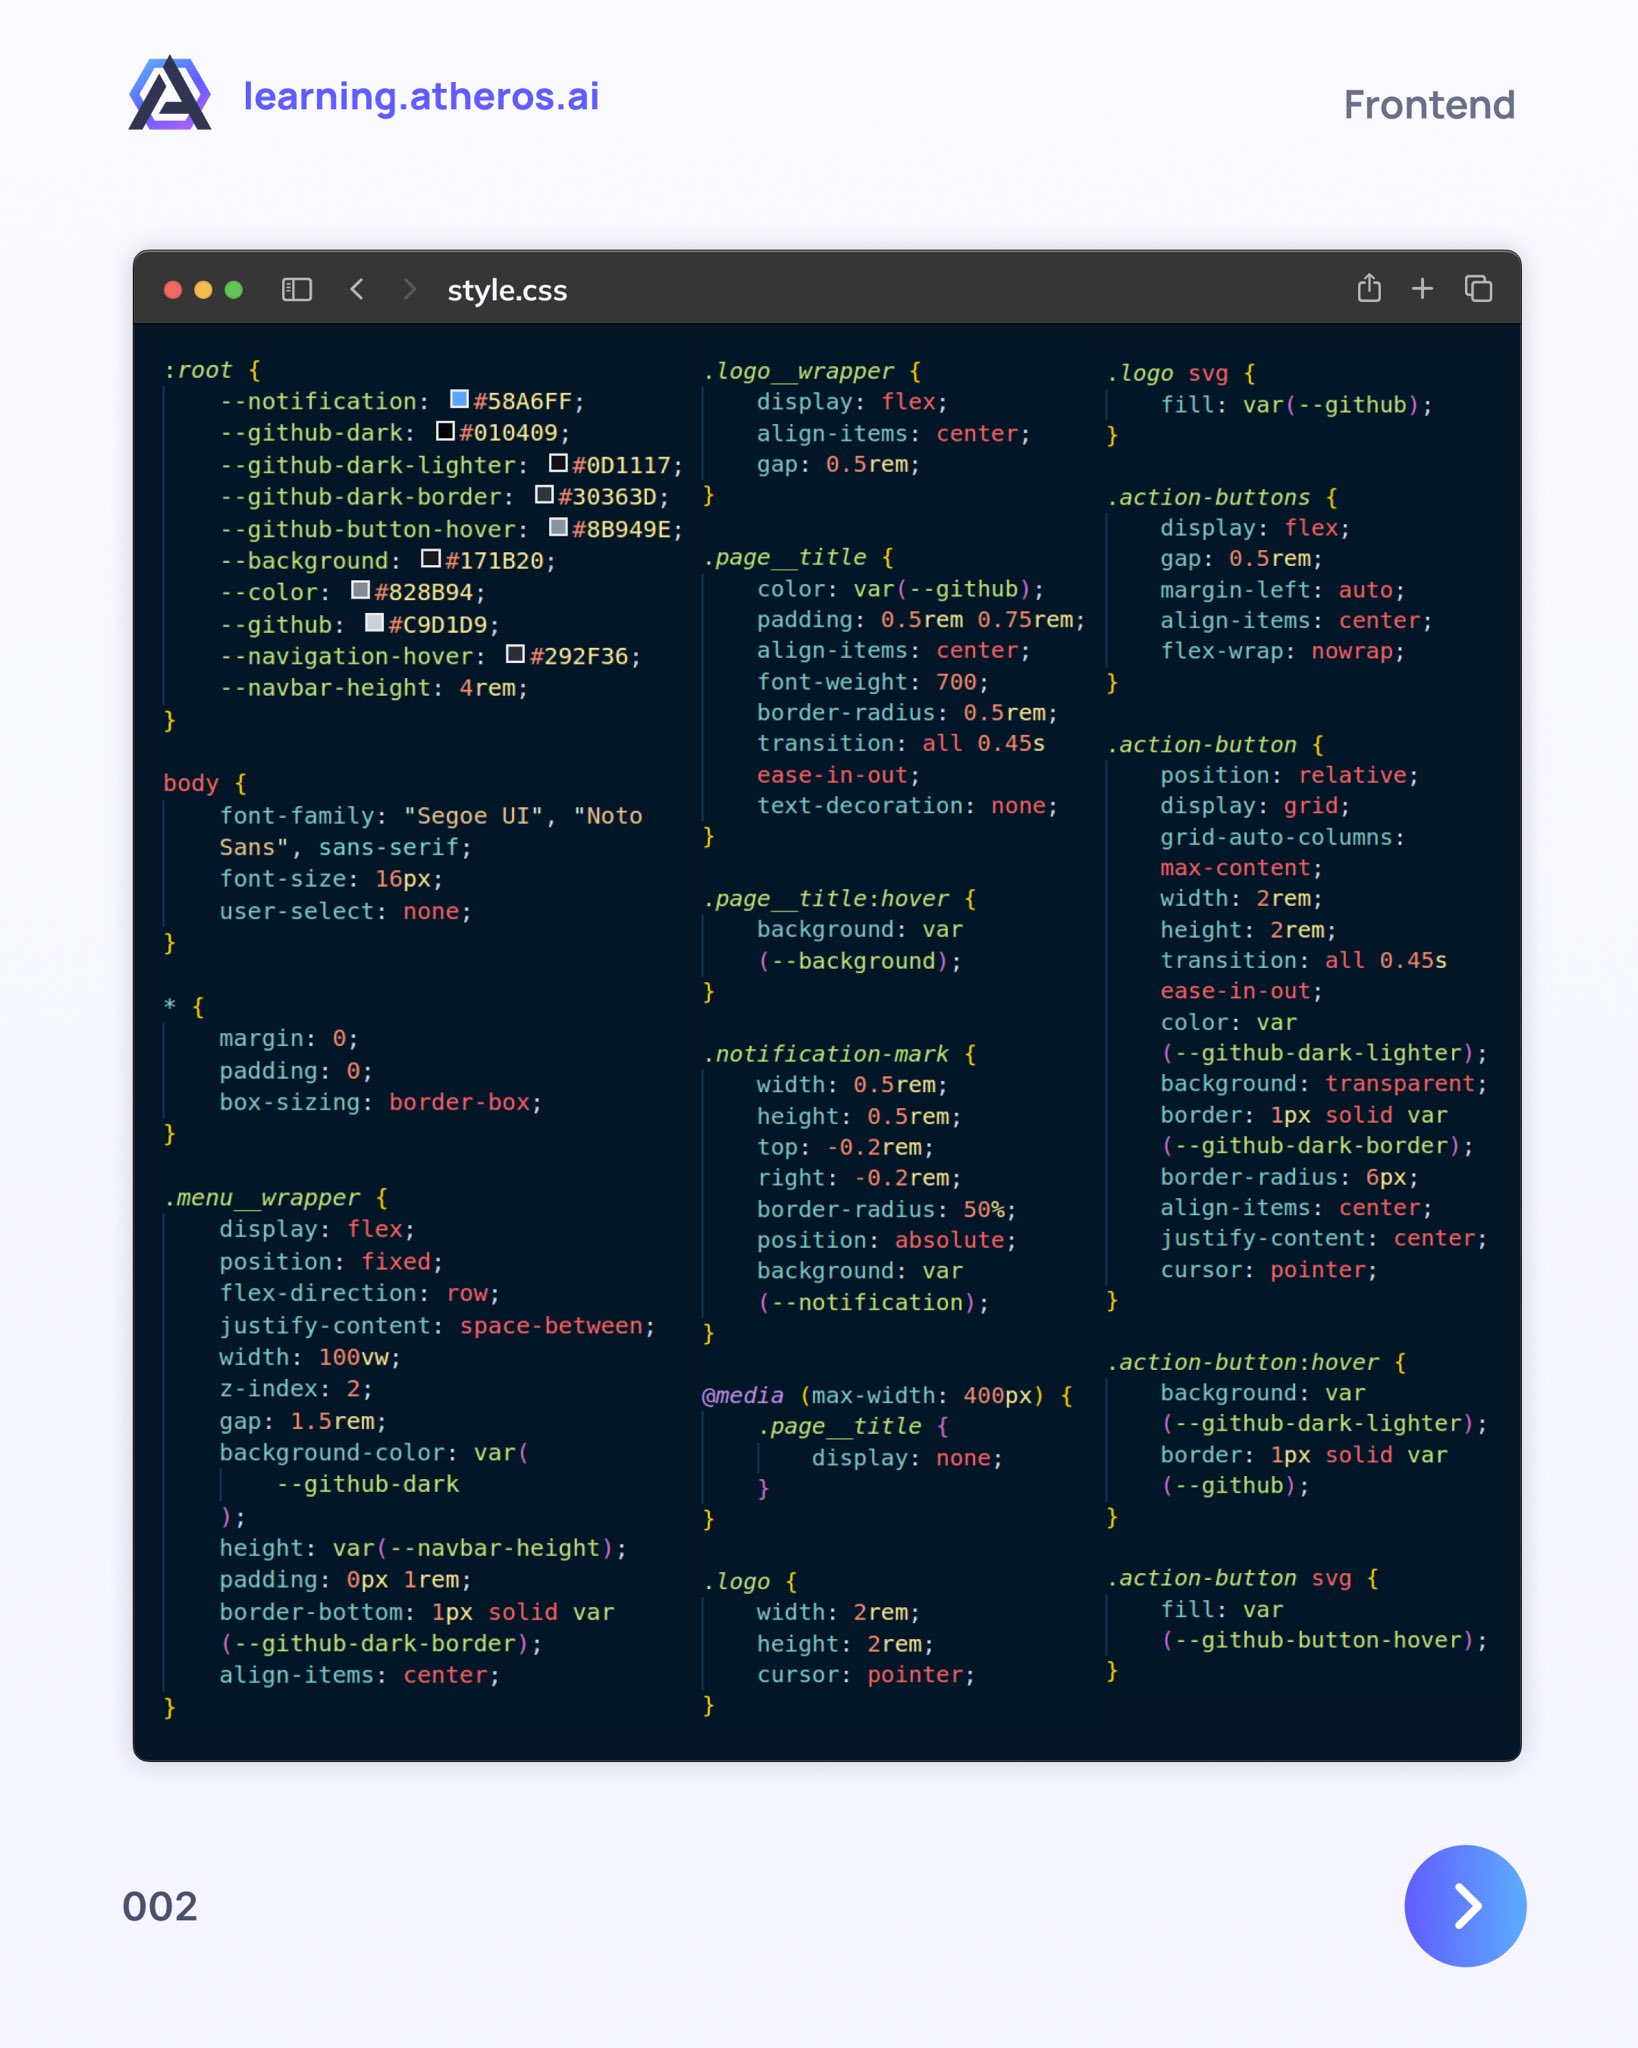 learning.atheros.ai
Frontend
style.css
:root {
--notification: #58A6FF;
--github-dark: #010409;
--github-dark-lighter: #0D1117;
--github-dark-border: #30363D;
--github-button-hover: #8B949E;
--background: #171B20;
--color: #828B94;
--github: #C9D1D9;
--navigation-hover: #292F36;
--navbar-height: 4rem;
}
body {
font-family: "Segoe UI", "Noto
Sans", sans-serif;
font-size: 16px;
user-select: none;
}
* {
margin: 0;
padding: 0;
box-sizing: border-box;
}
.menu__wrapper {
display: flex;
position: fixed;
flex-direction: row;
justify-content: space-between;
width: 100vw;
z-index: 2;
gap: 1.5rem;
background-color: var(
--github-dark
);
height: var(--navbar-height);
padding: 0px 1rem;
border-bottom: 1px solid var
(--github-dark-border);
align-items: center;
}
.logo__wrapper {
display: flex;
align-items: center;
gap: 0.5rem;
}
.page__title {
color: var(--github);
padding: 0.5rem 0.75rem;
align-items: center;
font-weight: 700;
border-radius: 0.5rem;
transition: all 0.45s
ease-in-out;
text-decoration: none;
}
.page__title:hover {
background: var
(--background);
}
.notification-mark {
width: 0.5rem;
height: 0.5rem;
top: -0.2rem;
right: -0.2rem;
border-radius: 50%;
position: absolute;
background: var
(--notification);
}
@media (max-width: 400px) {
.page__title {
display: none;
}
}
.logo {
width: 2rem;
height: 2rem;
cursor: pointer;
}
.logo svg {
fill: var(--github);
}
.action-buttons {
display: flex;
gap: 0.5rem;
margin-left: auto;
align-items: center;
flex-wrap: nowrap;
}
.action-button {
position: relative;
display: grid;
grid-auto-columns:
max-content;
width: 2rem;
height: 2rem;
transition: all 0.45s
ease-in-out;
color: var
(--github-dark-lighter);
background: transparent;
border: 1px solid var
(--github-dark-border);
border-radius: 6px;
align-items: center;
justify-content: center;
cursor: pointer;
}
.action-button:hover {
background: var
(--github-dark-lighter);
border: 1px solid var
(--github);
}
.action-button svg {
fill: var
(--github-button-hover);
}
002